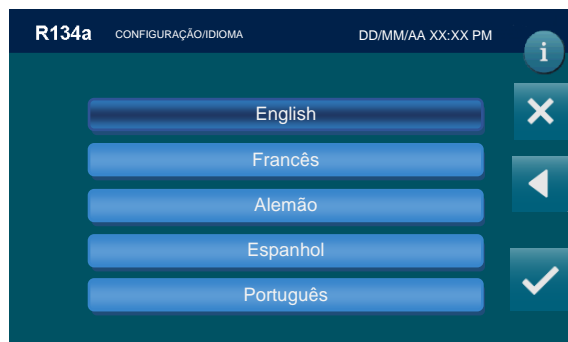 R134a CONFIGURAÇÃO/IDIOMA DD/MM/AA XX:XX PM
i
English
Francês
Alemão
Espanhol
Português